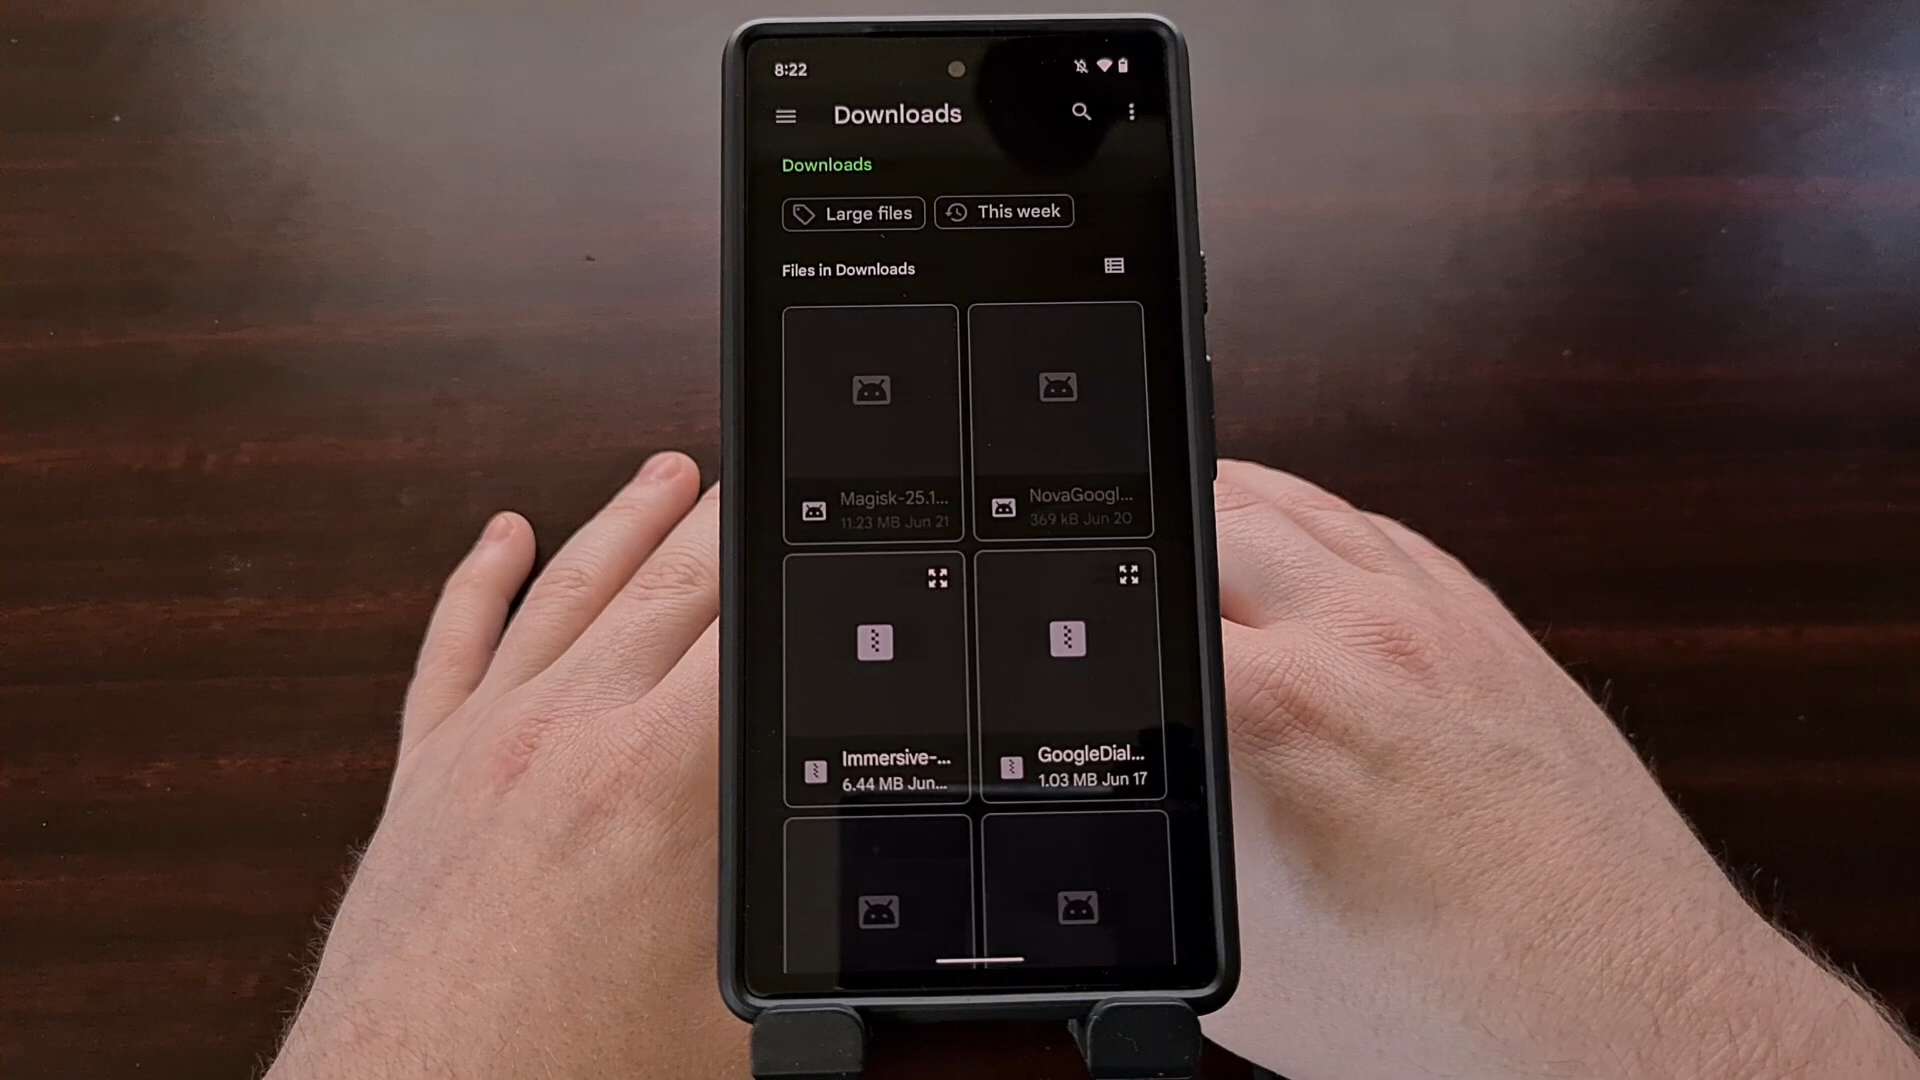 8:22
Downloads
Downloads
Large files
This week
Files in Downloads
Magisk-25.1...
11.23 MB Jun 21
NovaGoogl...
369 kB Jun 20
Immersive-...
6.44 MB Jun...
GoogleDial...
1.03 MB Jun 17